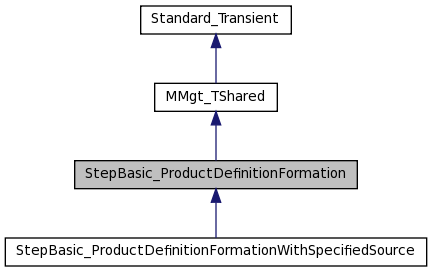 Standard_Transient
MMgt_TShared
StepBasic_ProductDefinitionFormation
StepBasic_ProductDefinitionFormationWithSpecifiedSource